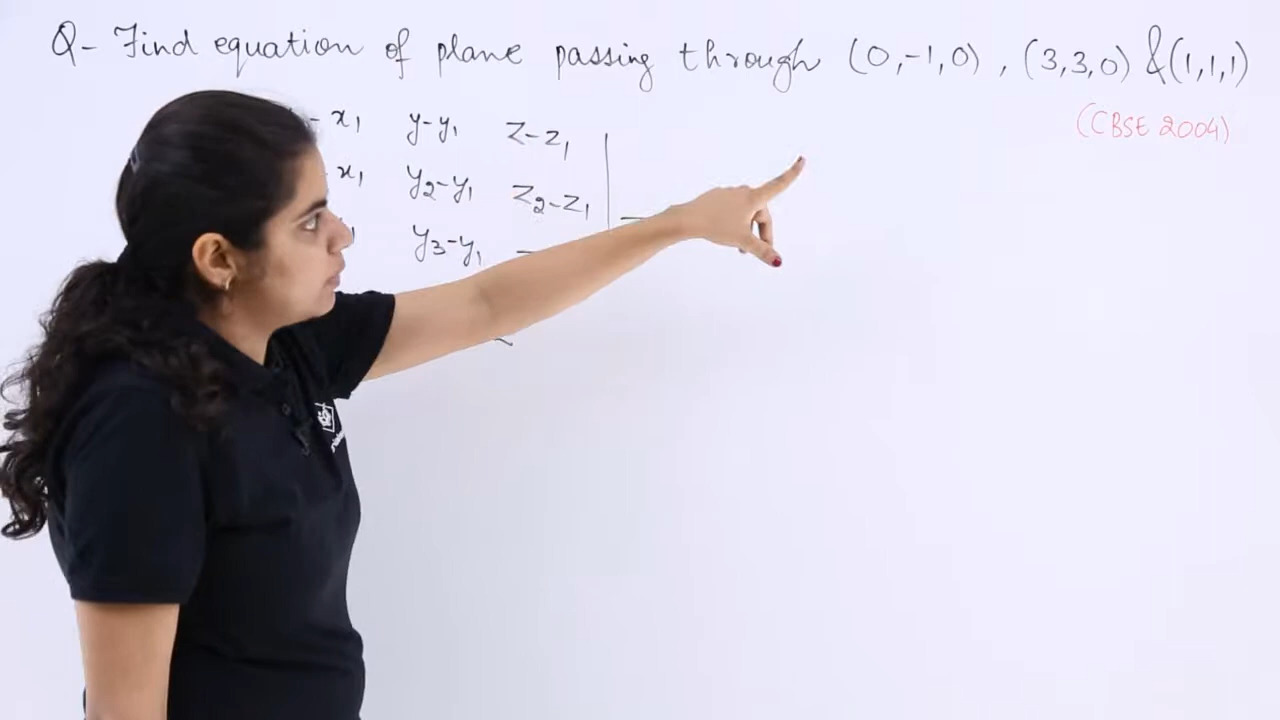 Q- Find equation of plane passing through (0,-1,0) , (3,3,0) & (1,1,1)
(CBSE 2004)
- x₁ y-y₁ z-z₁
- x₁ y₂-y₁ z₂-z₁
y₃-y₁